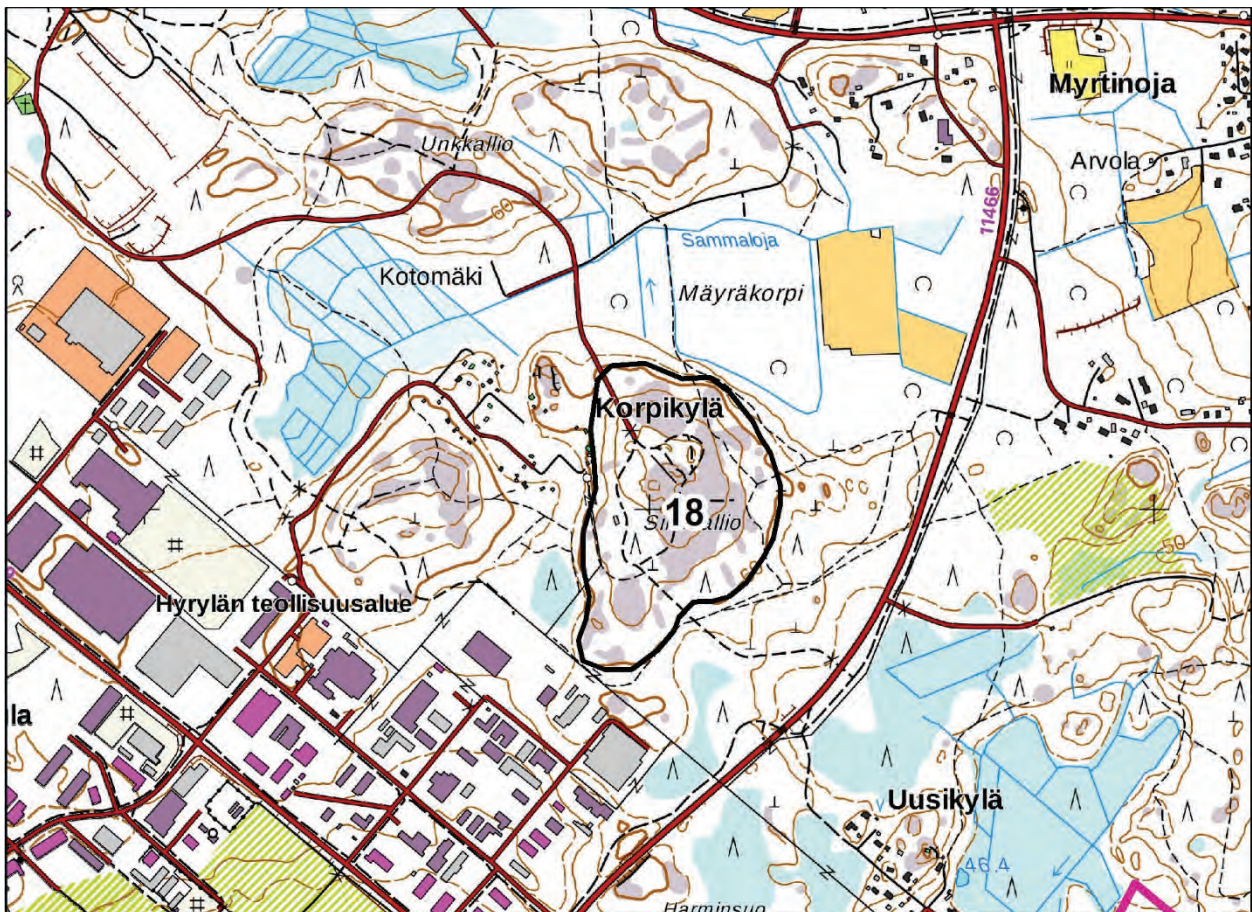 Myrtinoja
Unkkallio
Arvola
60
11466
Sammaloja
Kotomäki
Mäyräkorpi
Korpikylä
18
50
Hyrylän teollisuusalue
la
Uusikylä
46.4
Harminsuo